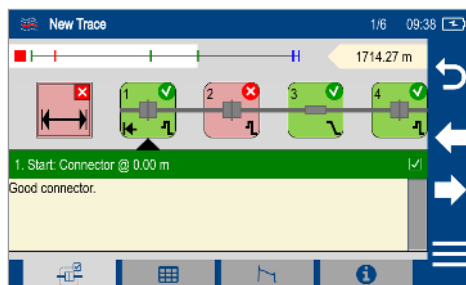 New Trace 1/6 09:38
1714.27 m
1 2 3 4
1. Start: Connector @ 0.00 m
Good connector.